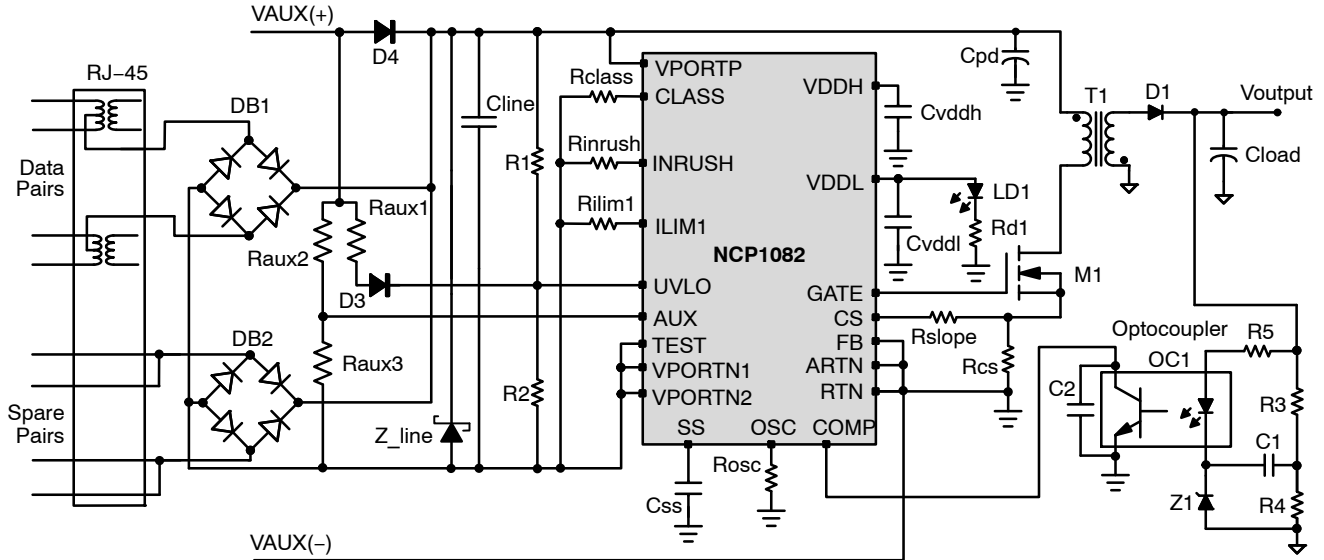 VAUX(+)
D4
RJ−45
DB1
Data
Pairs
DB2
Spare
Pairs
Raux2
Raux1
D3
Raux3
Z_line
Cline
R1
R2
Rclass
Rinrush
Rilim1
VPORTP
CLASS
INRUSH
ILIM1
NCP1082
UVLO
AUX
TEST
VPORTN1
VPORTN2
SS
OSC
COMP
VDDH
VDDL
GATE
CS
FB
ARTN
RTN
Css
Rosc
Cpd
Cvddh
LD1
Rd1
Cvddl
M1
Rslope
Rcs
T1
D1
Voutput
Cload
Optocoupler
OC1
R5
C2
R3
C1
Z1
R4
VAUX(−)